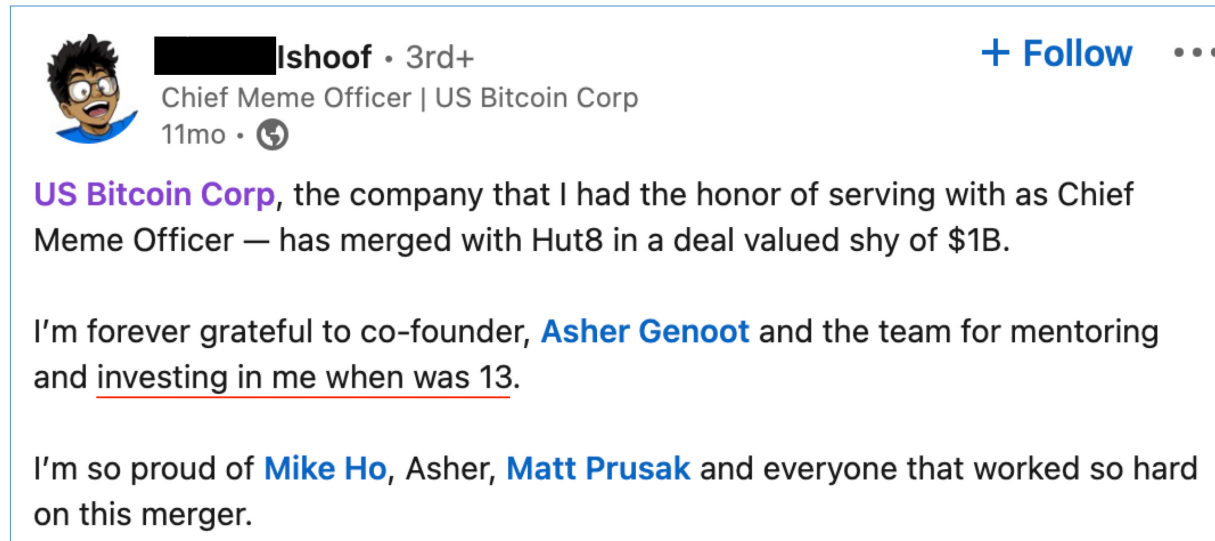 Ishoof • 3rd+
+ Follow
Chief Meme Officer | US Bitcoin Corp
11mo •
US Bitcoin Corp, the company that I had the honor of serving with as Chief
Meme Officer — has merged with Hut8 in a deal valued shy of $1B.
I'm forever grateful to co-founder, Asher Genoot and the team for mentoring
and investing in me when was 13.
I'm so proud of Mike Ho, Asher, Matt Prusak and everyone that worked so hard
on this merger.